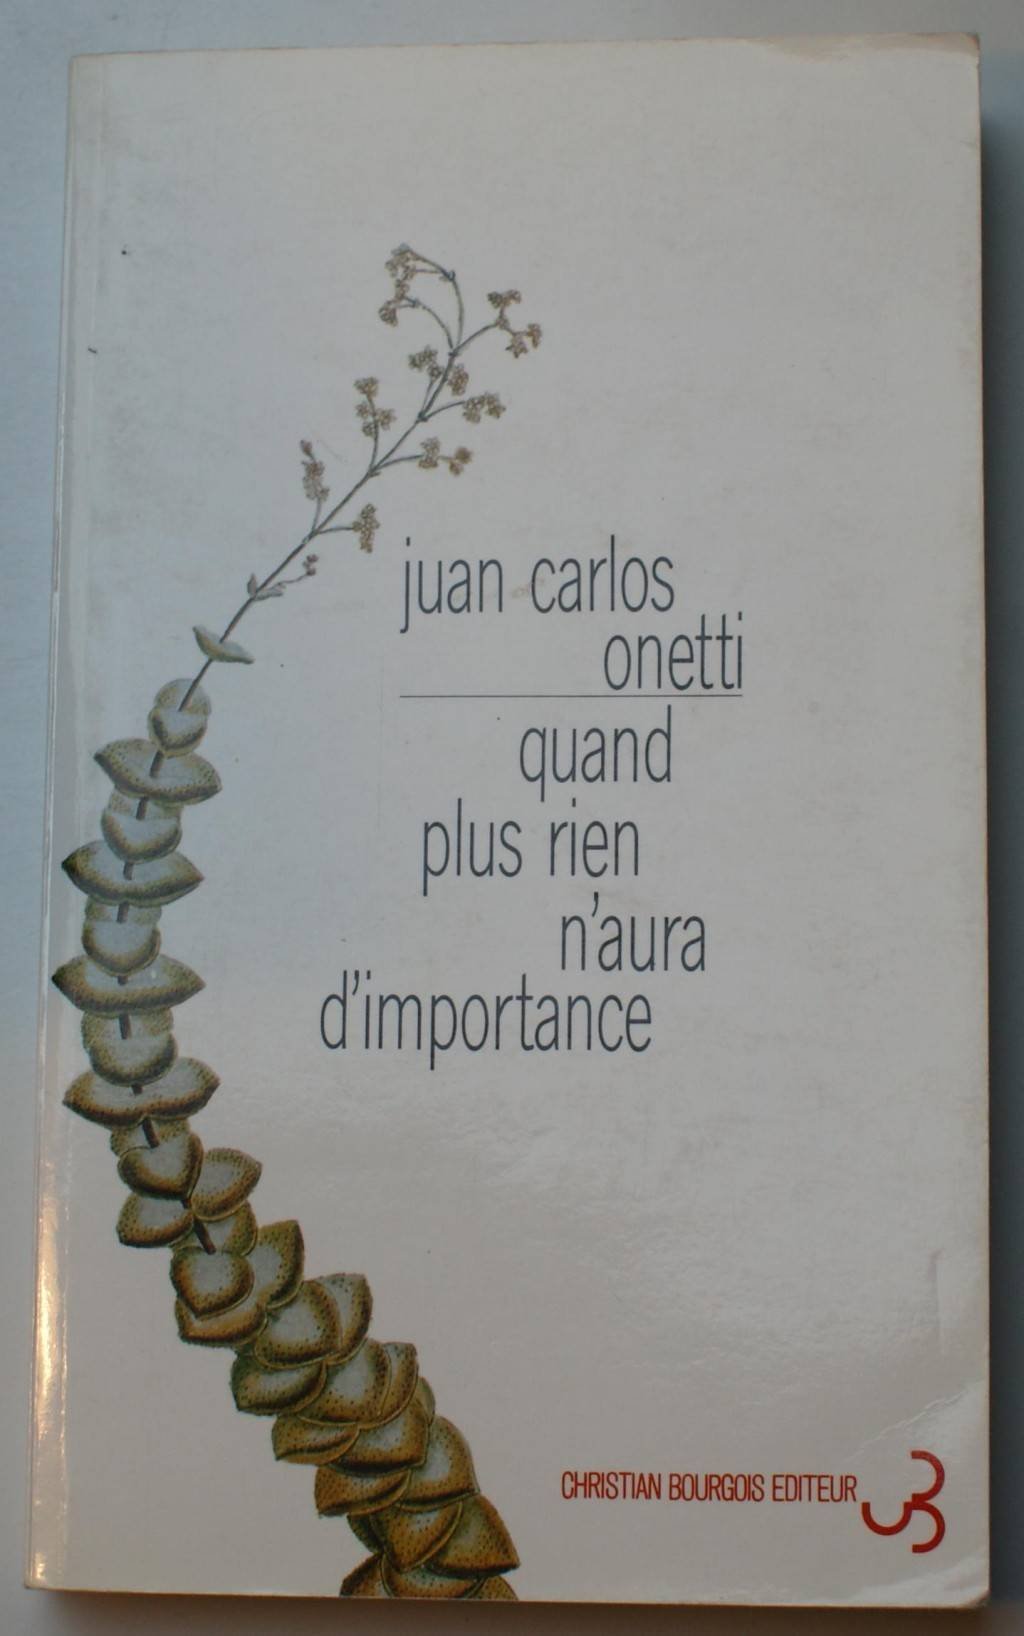 juan carlos
onetti
quand
plus rien
n'aura
d'importance
CHRISTIAN BOURGOIS EDITEUR